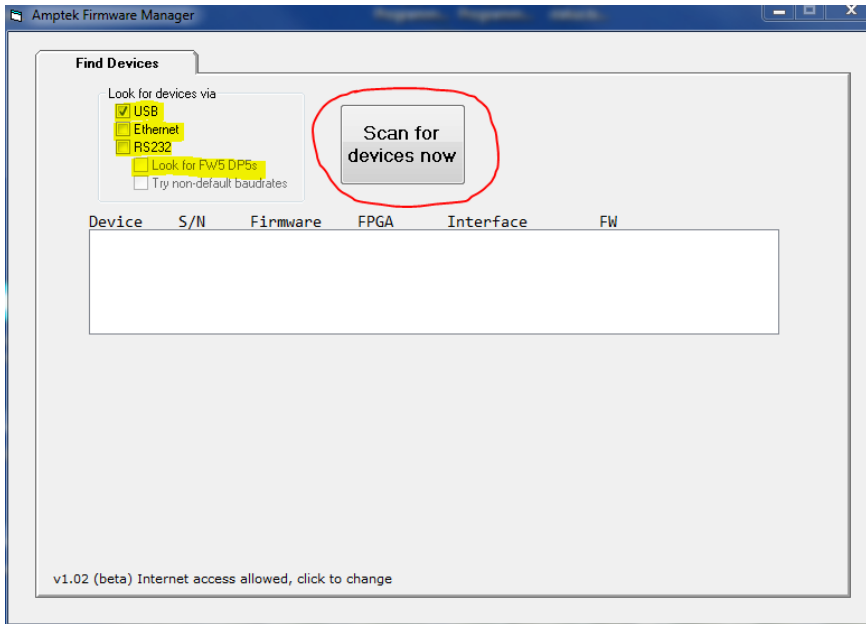 Amptek Firmware Manager
Find Devices
Look for devices via
USB
Ethernet
RS232
Look for FW5 DP5s
Try non-default baudrates
Scan for
devices now
Device S/N Firmware FPGA Interface FW
v1.02 (beta) Internet access allowed, click to change